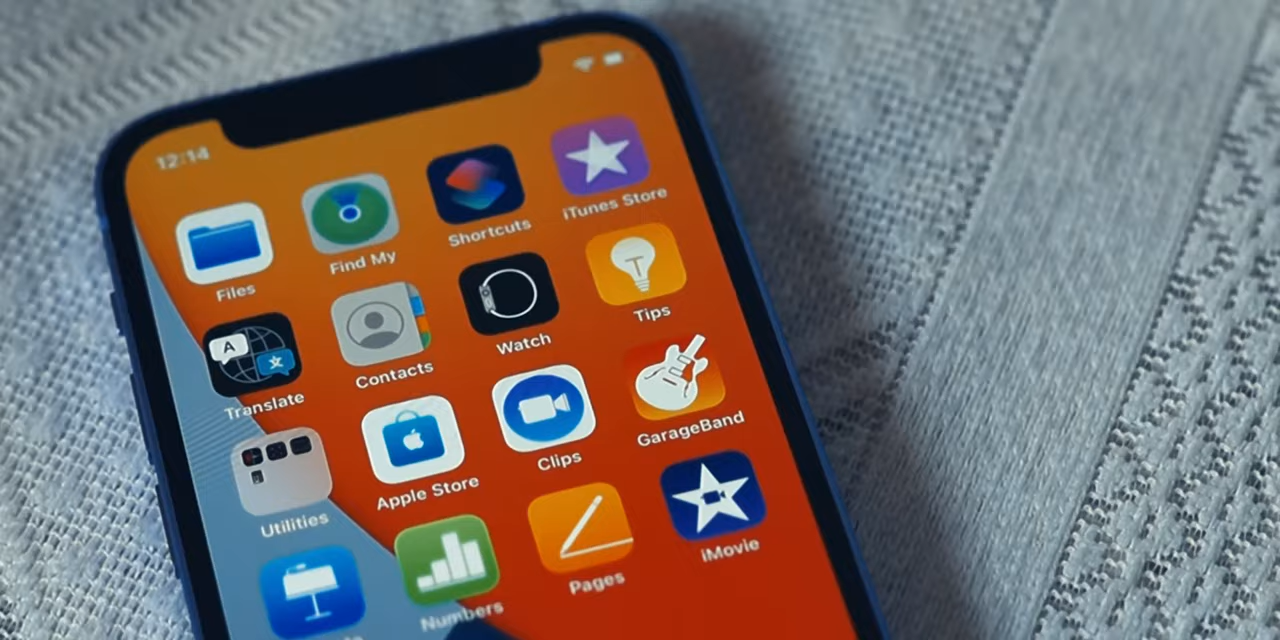 12:14
Files
Find My
Shortcuts
iTunes Store
A
文
Translate
Contacts
Watch
Tips
Utilities
Apple Store
Clips
GarageBand
Numbers
Pages
iMovie